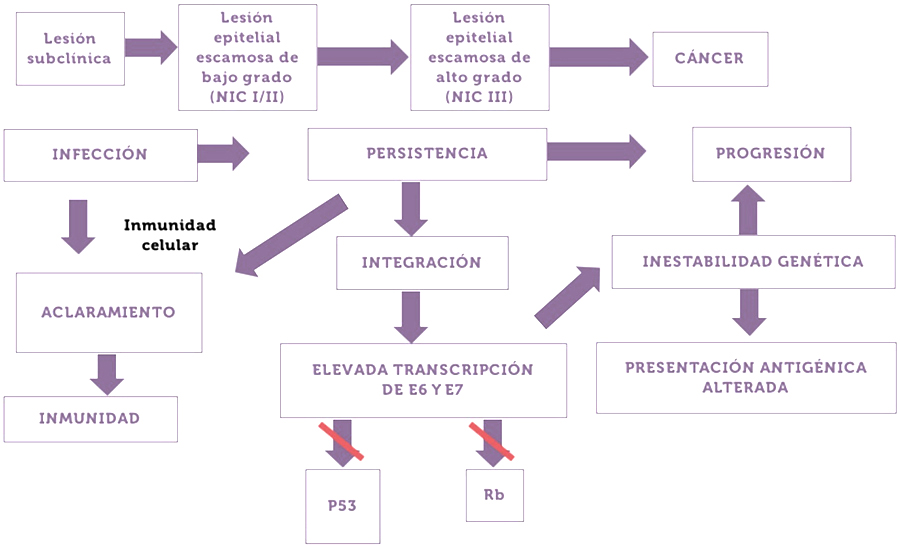 Lesión
subclínica
Lesión
epitelial
escamosa de
bajo grado
(NIC I/II)
Lesión
epitelial
escamosa de
alto grado
(NIC III)
CÁNCER
INFECCIÓN
PERSISTENCIA
PROGRESIÓN
Inmunidad
celular
INTEGRACIÓN
INESTABILIDAD GENÉTICA
ACLARAMIENTO
ELEVADA TRANSCRIPCIÓN
DE E6 Y E7
PRESENTACIÓN ANTIGÉNICA
ALTERADA
INMUNIDAD
P53
Rb